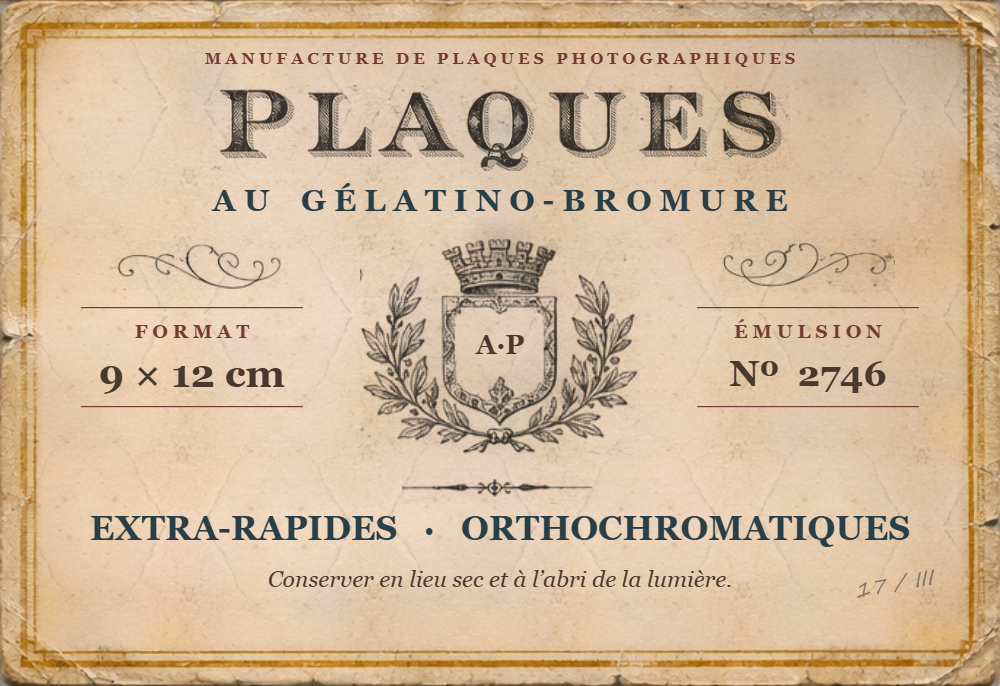 MANUFACTURE DE PLAQUES PHOTOGRAPHIQUES
PLAQUES
AU GÉLATINO-BROMURE
FORMAT
9 × 12 cm
A·P
ÉMULSION
Nº 2746
EXTRA-RAPIDES · ORTHOCHROMATIQUES
Conserver en lieu sec et à l’abri de la lumière.
17 / III